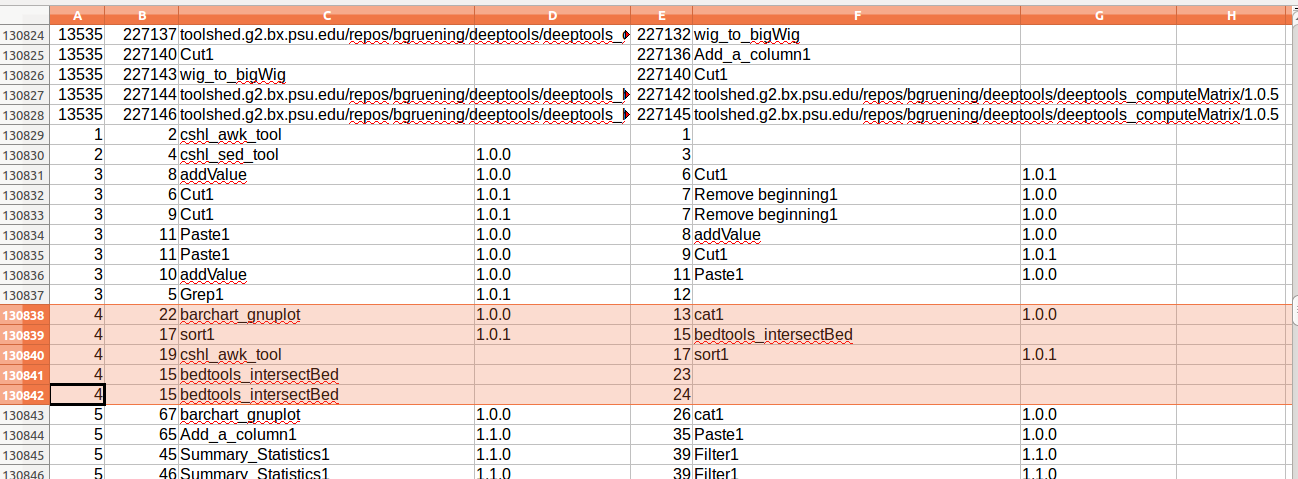 A B C D E F G H
130824 13535 227137 toolshed.g2.bx.psu.edu/repos/bgruening/deeptools/deeptools_ 227132 wig_to_bigWig
130825 13535 227140 Cut1 227136 Add_a_column1
130826 13535 227143 wig_to_bigWig 227140 Cut1
130827 13535 227144 toolshed.g2.bx.psu.edu/repos/bgruening/deeptools/deeptools_ 227142 toolshed.g2.bx.psu.edu/repos/bgruening/deeptools/deeptools_computeMatrix/1.0.5
130828 13535 227146 toolshed.g2.bx.psu.edu/repos/bgruening/deeptools/deeptools_ 227145 toolshed.g2.bx.psu.edu/repos/bgruening/deeptools/deeptools_computeMatrix/1.0.5
130829 1 2 cshl_awk_tool 1
130830 2 4 cshl_sed_tool 1.0.0 3
130831 3 8 addValue 1.0.0 6 Cut1 1.0.1
130832 3 6 Cut1 1.0.1 7 Remove beginning1 1.0.0
130833 3 9 Cut1 1.0.1 7 Remove beginning1 1.0.0
130834 3 11 Paste1 1.0.0 8 addValue 1.0.0
130835 3 11 Paste1 1.0.0 9 Cut1 1.0.1
130836 3 10 addValue 1.0.0 11 Paste1 1.0.0
130837 3 5 Grep1 1.0.1 12
130838 4 22 barchart_gnuplot 1.0.0 13 cat1 1.0.0
130839 4 17 sort1 1.0.1 15 bedtools_intersectBed
130840 4 19 cshl_awk_tool 17 sort1 1.0.1
130841 4 15 bedtools_intersectBed 23
130842 4 15 bedtools_intersectBed 24
130843 5 67 barchart_gnuplot 1.0.0 26 cat1 1.0.0
130844 5 65 Add_a_column1 1.1.0 35 Paste1 1.0.0
130845 5 45 Summary_Statistics1 1.1.0 39 Filter1 1.1.0
130846 5 46 Summary_Statistics1 1.1.0 39 Filter1 1.1.0